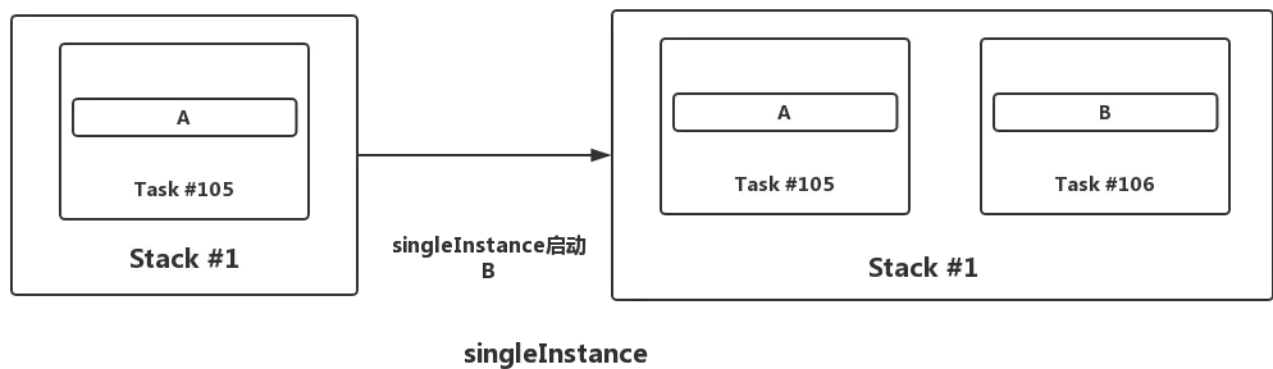 A
Task #105
Stack #1
singleInstance启动
B
A
Task #105
B
Task #106
Stack #1
singleInstance